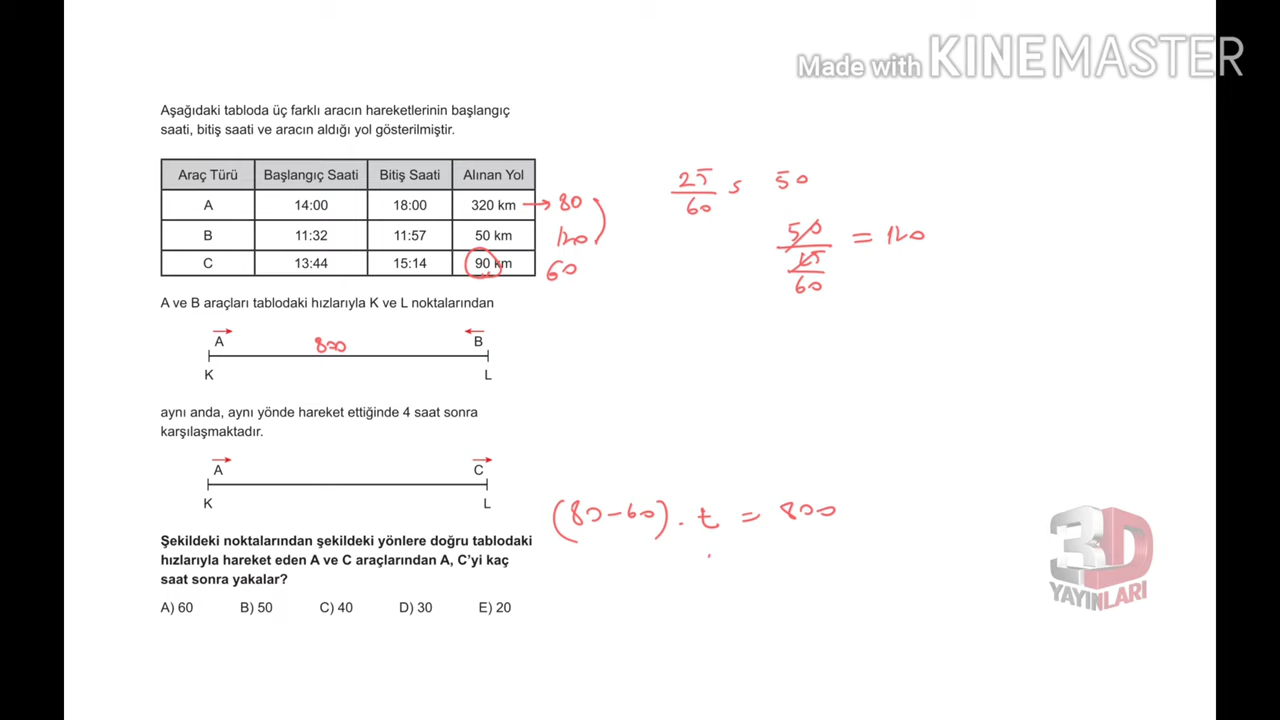 Made with KINEMASTER
Aşağıdaki tabloda üç farklı aracın hareketlerinin başlangıç
saati, bitiş saati ve aracın aldığı yol gösterilmiştir.
Araç Türü Başlangıç Saati Bitiş Saati Alınan Yol
A 14:00 18:00 320 km → 80
B 11:32 11:57 50 km 120
C 13:44 15:14 90 km 60
25/60 s 50
50/(25/60) = 120
A ve B araçları tablodaki hızlarıyla K ve L noktalarından
A 800 B
K L
aynı anda, aynı yönde hareket ettiğinde 4 saat sonra
karşılaşmaktadır.
A C
K L
(80-60) . t = 800
Şekildeki noktalarından şekildeki yönlere doğru tablodaki
hızlarıyla hareket eden A ve C araçlarından A, C'yi kaç
saat sonra yakalar?
A) 60 B) 50 C) 40 D) 30 E) 20
3D
YAYINLARI